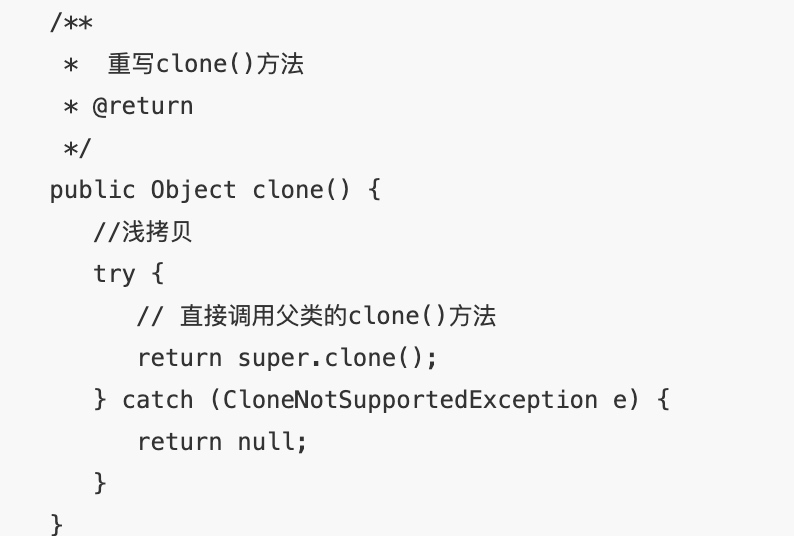 /**
 *  重写clone()方法
 * @return
 */
public Object clone() {
   //浅拷贝
   try {
      // 直接调用父类的clone()方法
      return super.clone();
   } catch (CloneNotSupportedException e) {
      return null;
   }
}